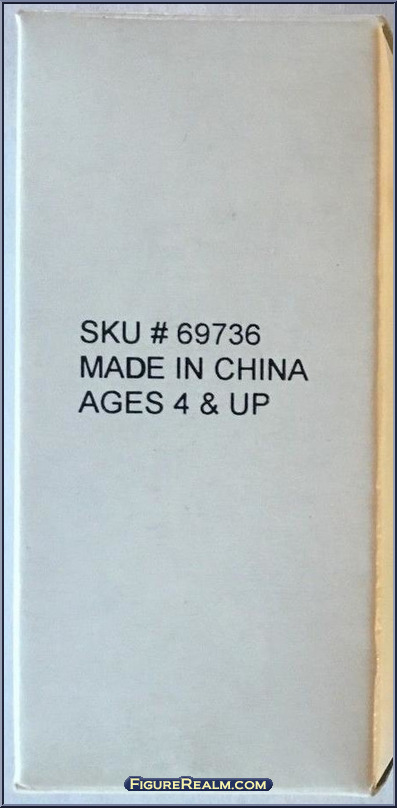 SKU # 69736
MADE IN CHINA
AGES 4 & UP
FIGUREREALM.COM